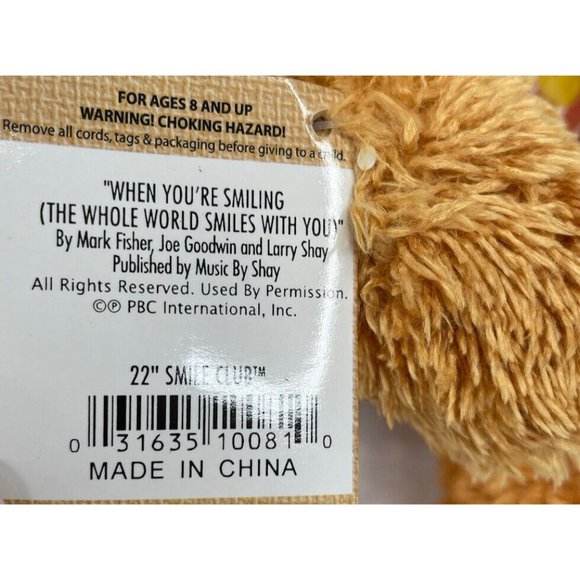 FOR AGES 8 AND UP
WARNING! CHOKING HAZARD!
Remove all cords, tags & packaging before giving to a child.
"WHEN YOU'RE SMILING
(THE WHOLE WORLD SMILES WITH YOU)"
By Mark Fisher, Joe Goodwin and Larry Shay
Published by Music By Shay
All Rights Reserved. Used By Permission.
©℗ PBC International, Inc.
22" SMILE CLUB™
0 31635 10081 0
MADE IN CHINA